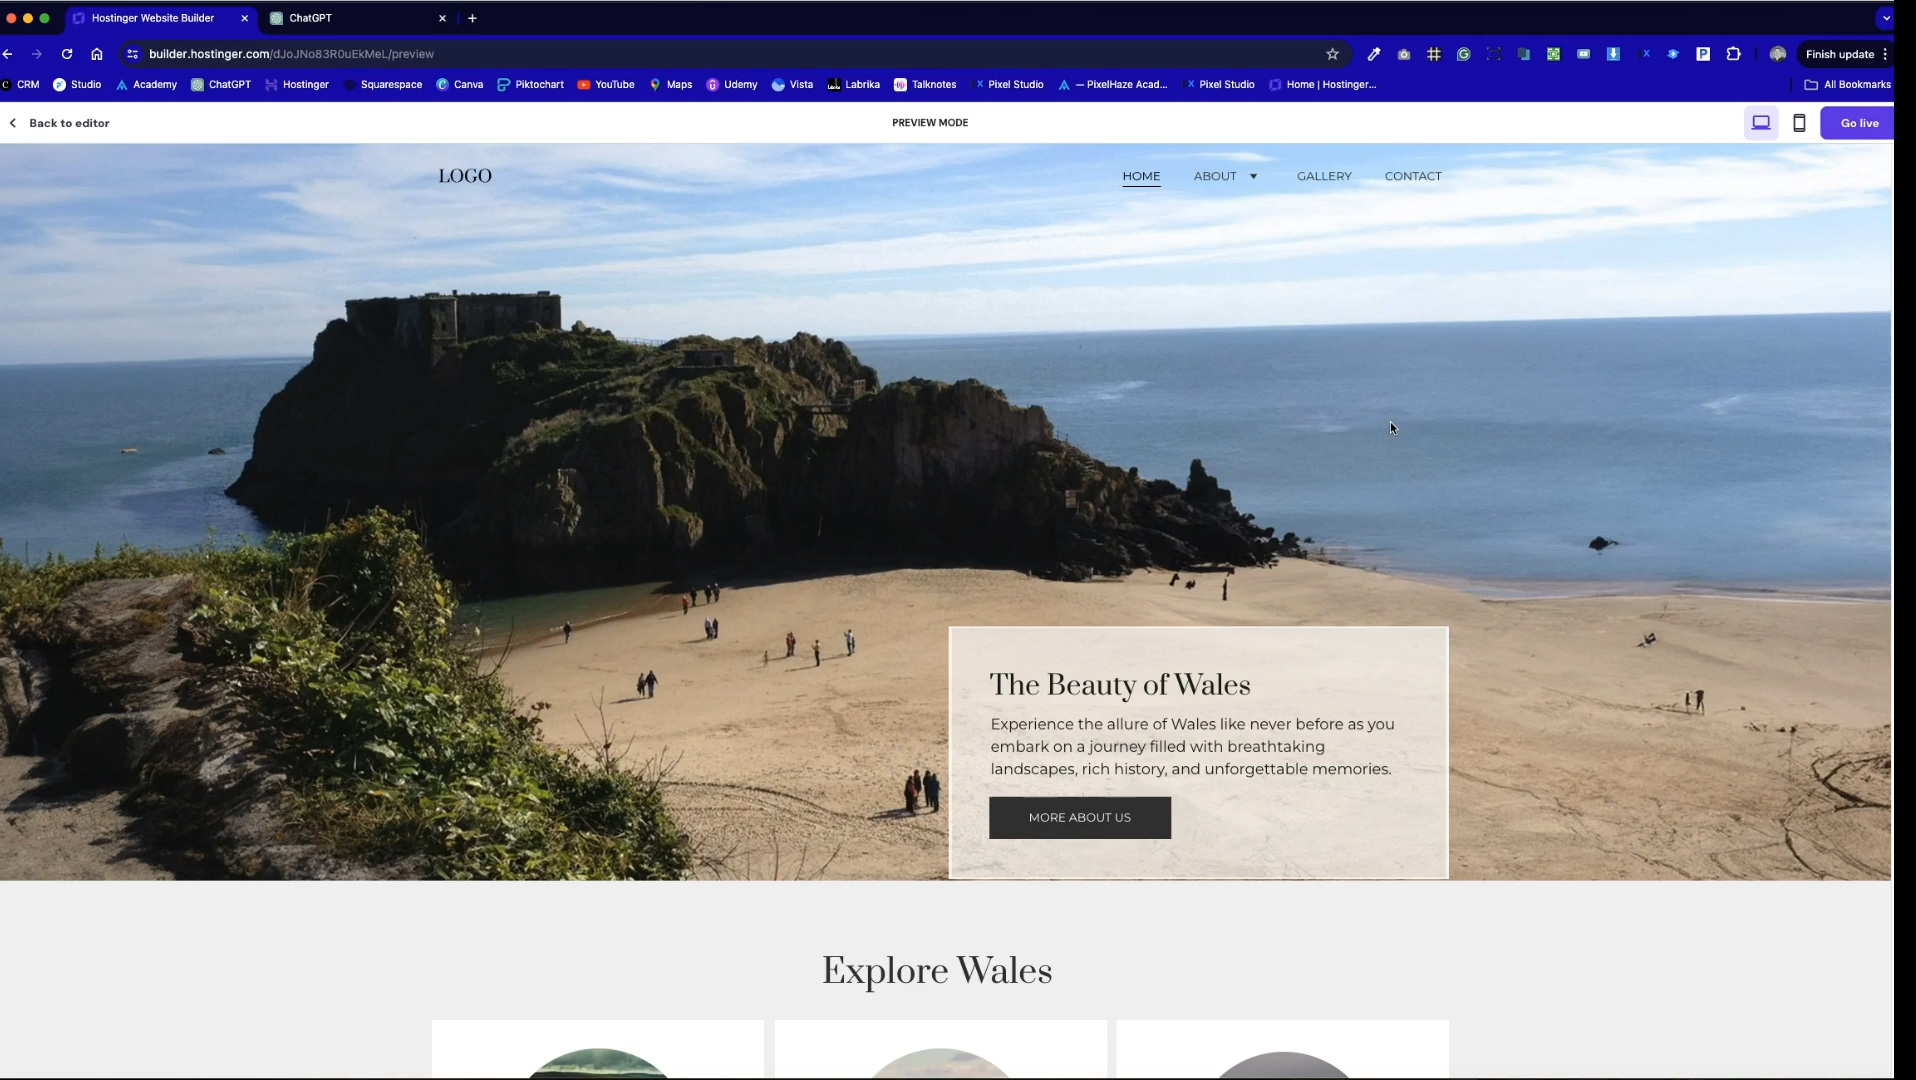 Hostinger Website Builder
ChatGPT
builder.hostinger.com/dJoJNo83R0uEkMeL/preview
Finish update
CRM
Studio
Academy
ChatGPT
Hostinger
Squarespace
Canva
Piktochart
YouTube
Maps
Udemy
Vista
Labrika
Talknotes
Pixel Studio
— PixelHaze Acad...
Pixel Studio
Home | Hostinger...
All Bookmarks
Back to editor
PREVIEW MODE
Go live
LOGO
HOME
ABOUT
GALLERY
CONTACT
The Beauty of Wales
Experience the allure of Wales like never before as you
embark on a journey filled with breathtaking
landscapes, rich history, and unforgettable memories.
MORE ABOUT US
Explore Wales